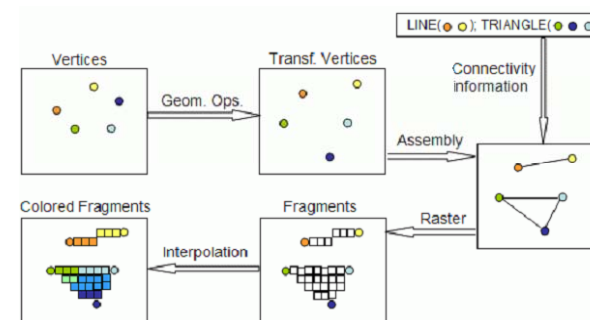 LINE( ); TRIANGLE(
Vertices
Transf. Vertices
Geom. Ops.
Connectivity
information
Assembly
Colored Fragments
Fragments
Raster
Interpolation